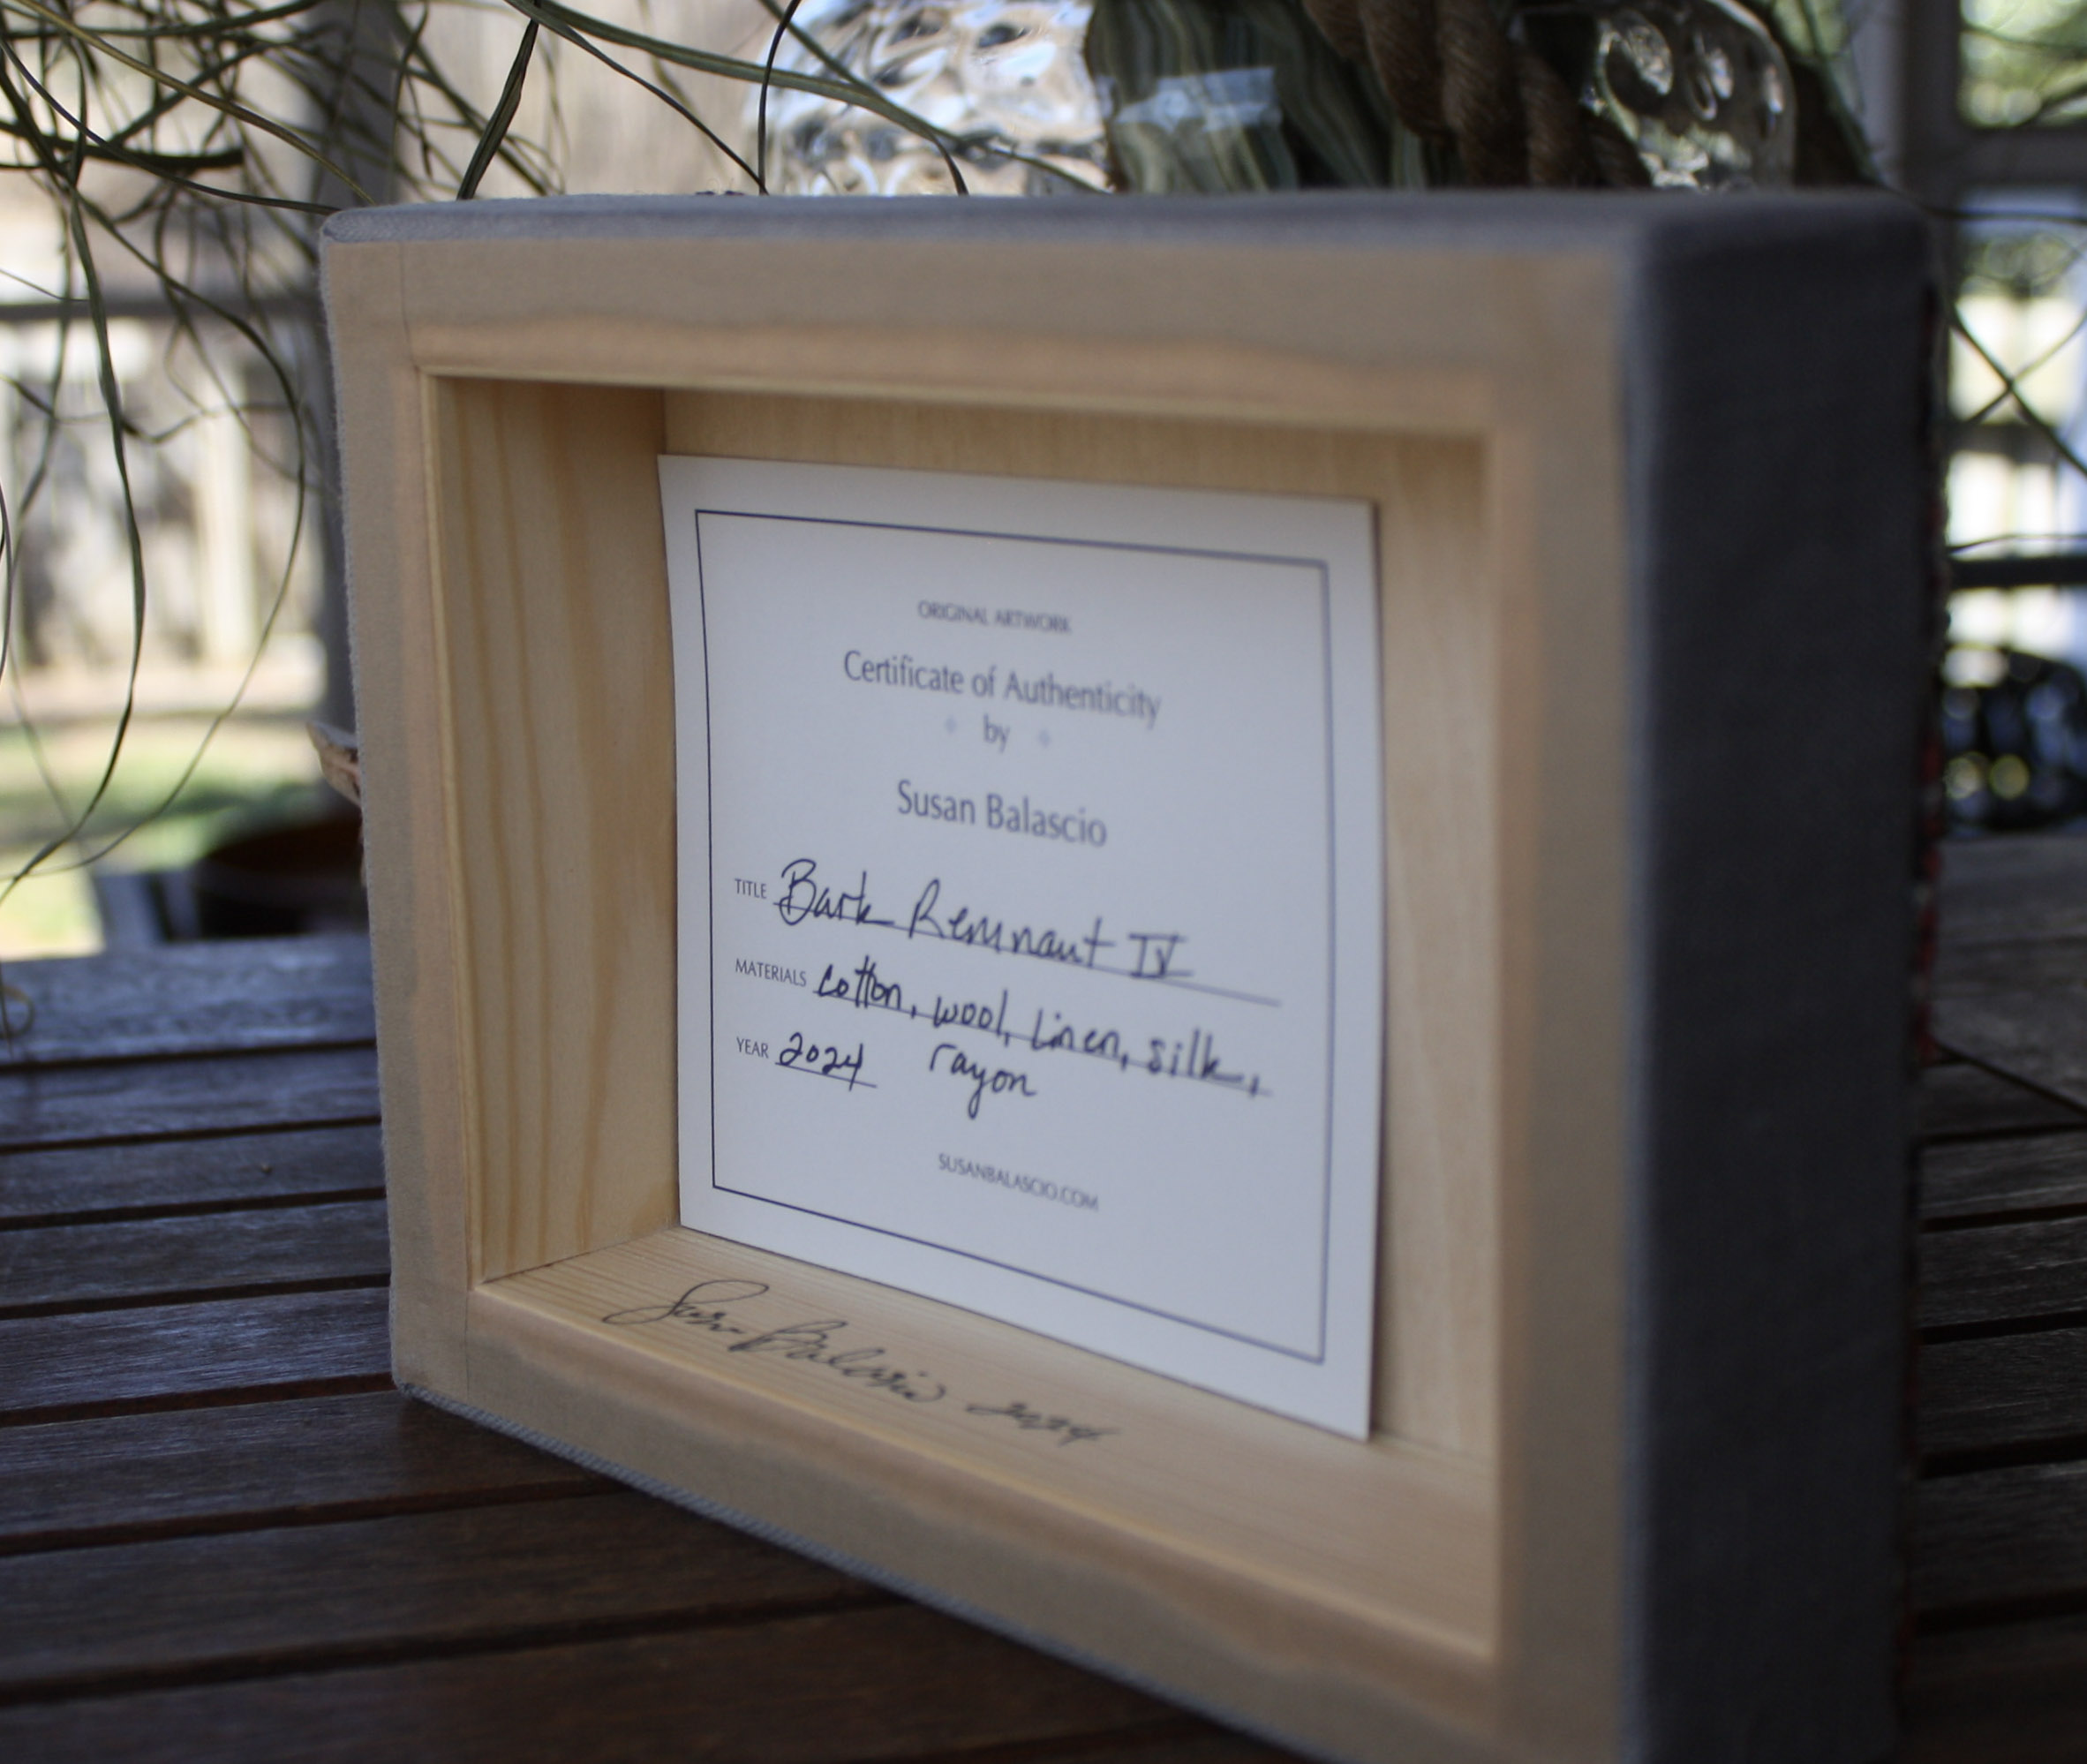 ORIGINAL ARTWORK
Certificate of Authenticity
by
Susan Balascio
TITLE Bark Remnant IV
MATERIALS cotton, wool, linen, silk,
YEAR 2024 rayon
SUSANBALASCIO.COM
Susan Balascio 2024